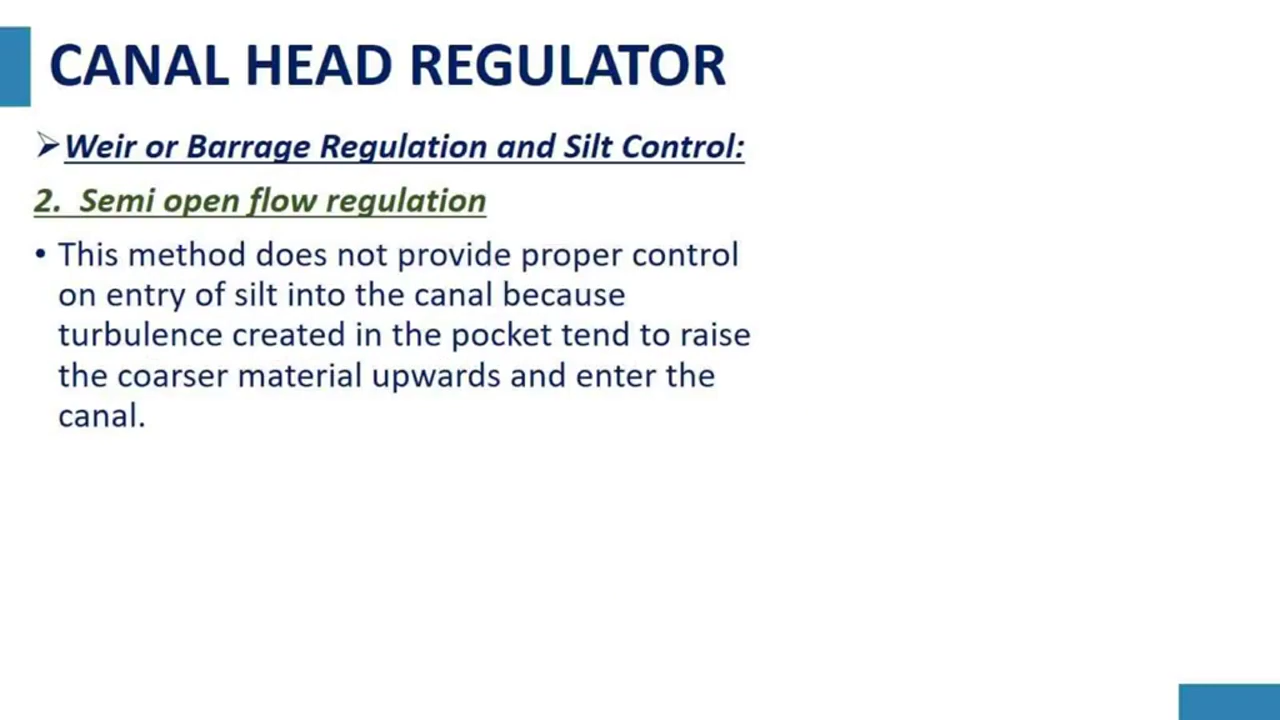 CANAL HEAD REGULATOR
➢Weir or Barrage Regulation and Silt Control:
2. Semi open flow regulation
• This method does not provide proper control
on entry of silt into the canal because
turbulence created in the pocket tend to raise
the coarser material upwards and enter the
canal.